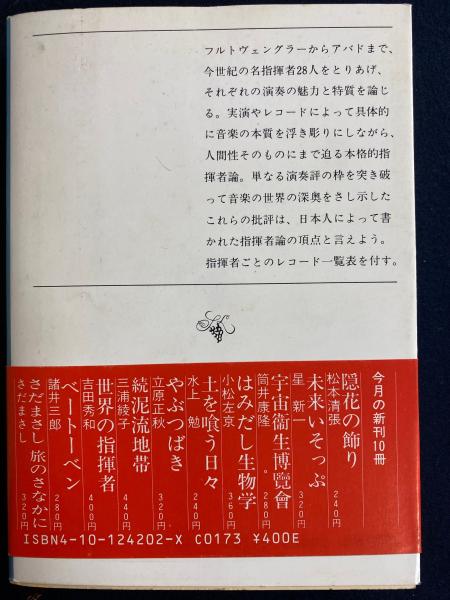 フルトヴェングラーからアバドまで、
今世紀の名指揮者28人をとりあげ、
それぞれの演奏の魅力と特質を論じ
る。実演やレコードによって具体的
に音楽の本質を浮き彫りにしながら、
人間性そのものにまで迫る本格的指
揮者論。単なる演奏評の枠を突き破
って音楽の世界の深奥をさし示した
これらの批評は、日本人によって書
かれた指揮者論の頂点と言えよう。
指揮者ごとのレコード一覧表を付す。
今月の新刊10冊
隠花の飾り
松本清張 240円
未来いそっぷ
星 新一 320円
宇宙衞生博覽會
筒井康隆 280円
はみだし生物学
小松左京 360円
土を喰う日々
水上 勉 240円
やぶつばき
立原正秋 320円
続泥流地帯
三浦綾子 440円
世界の指揮者
吉田秀和 400円
ベートーベン
諸井三郎 280円
さだまさし 旅のさなかに
さだまさし 320円
ISBN4-10-124202-X C0173 ¥400E